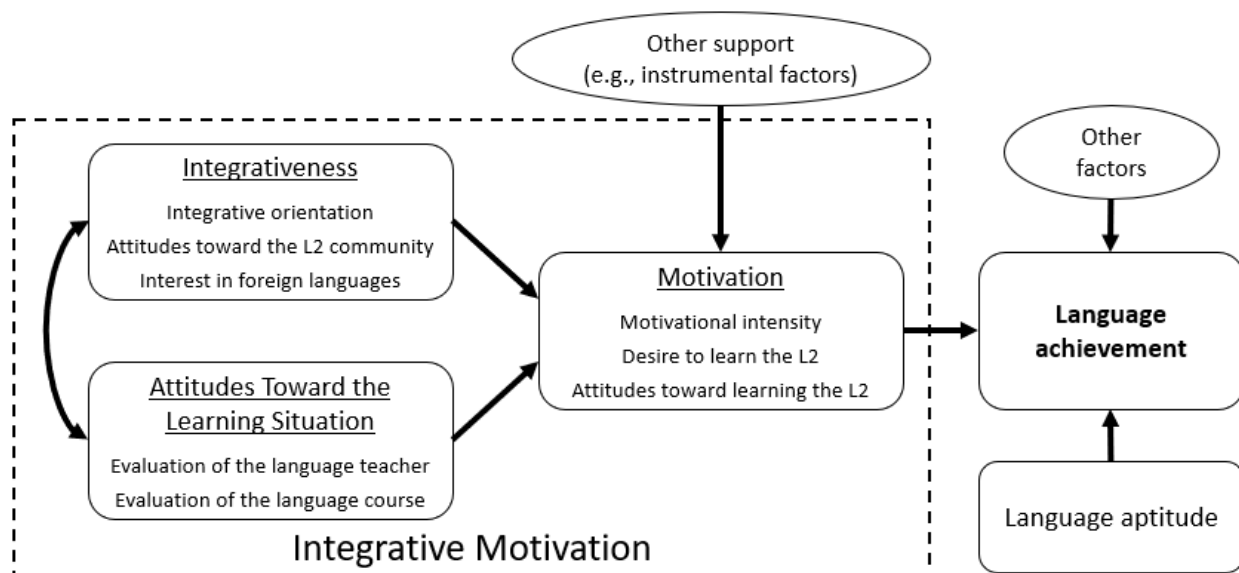 Other support
(e.g., instrumental factors)
Other
factors
Integrativeness
Integrative orientation
Attitudes toward the L2 community
Interest in foreign languages
Motivation
Motivational intensity
Desire to learn the L2
Attitudes toward learning the L2
Language
achievement
Attitudes Toward the
Learning Situation
Evaluation of the language teacher
Evaluation of the language course
Language aptitude
Integrative Motivation